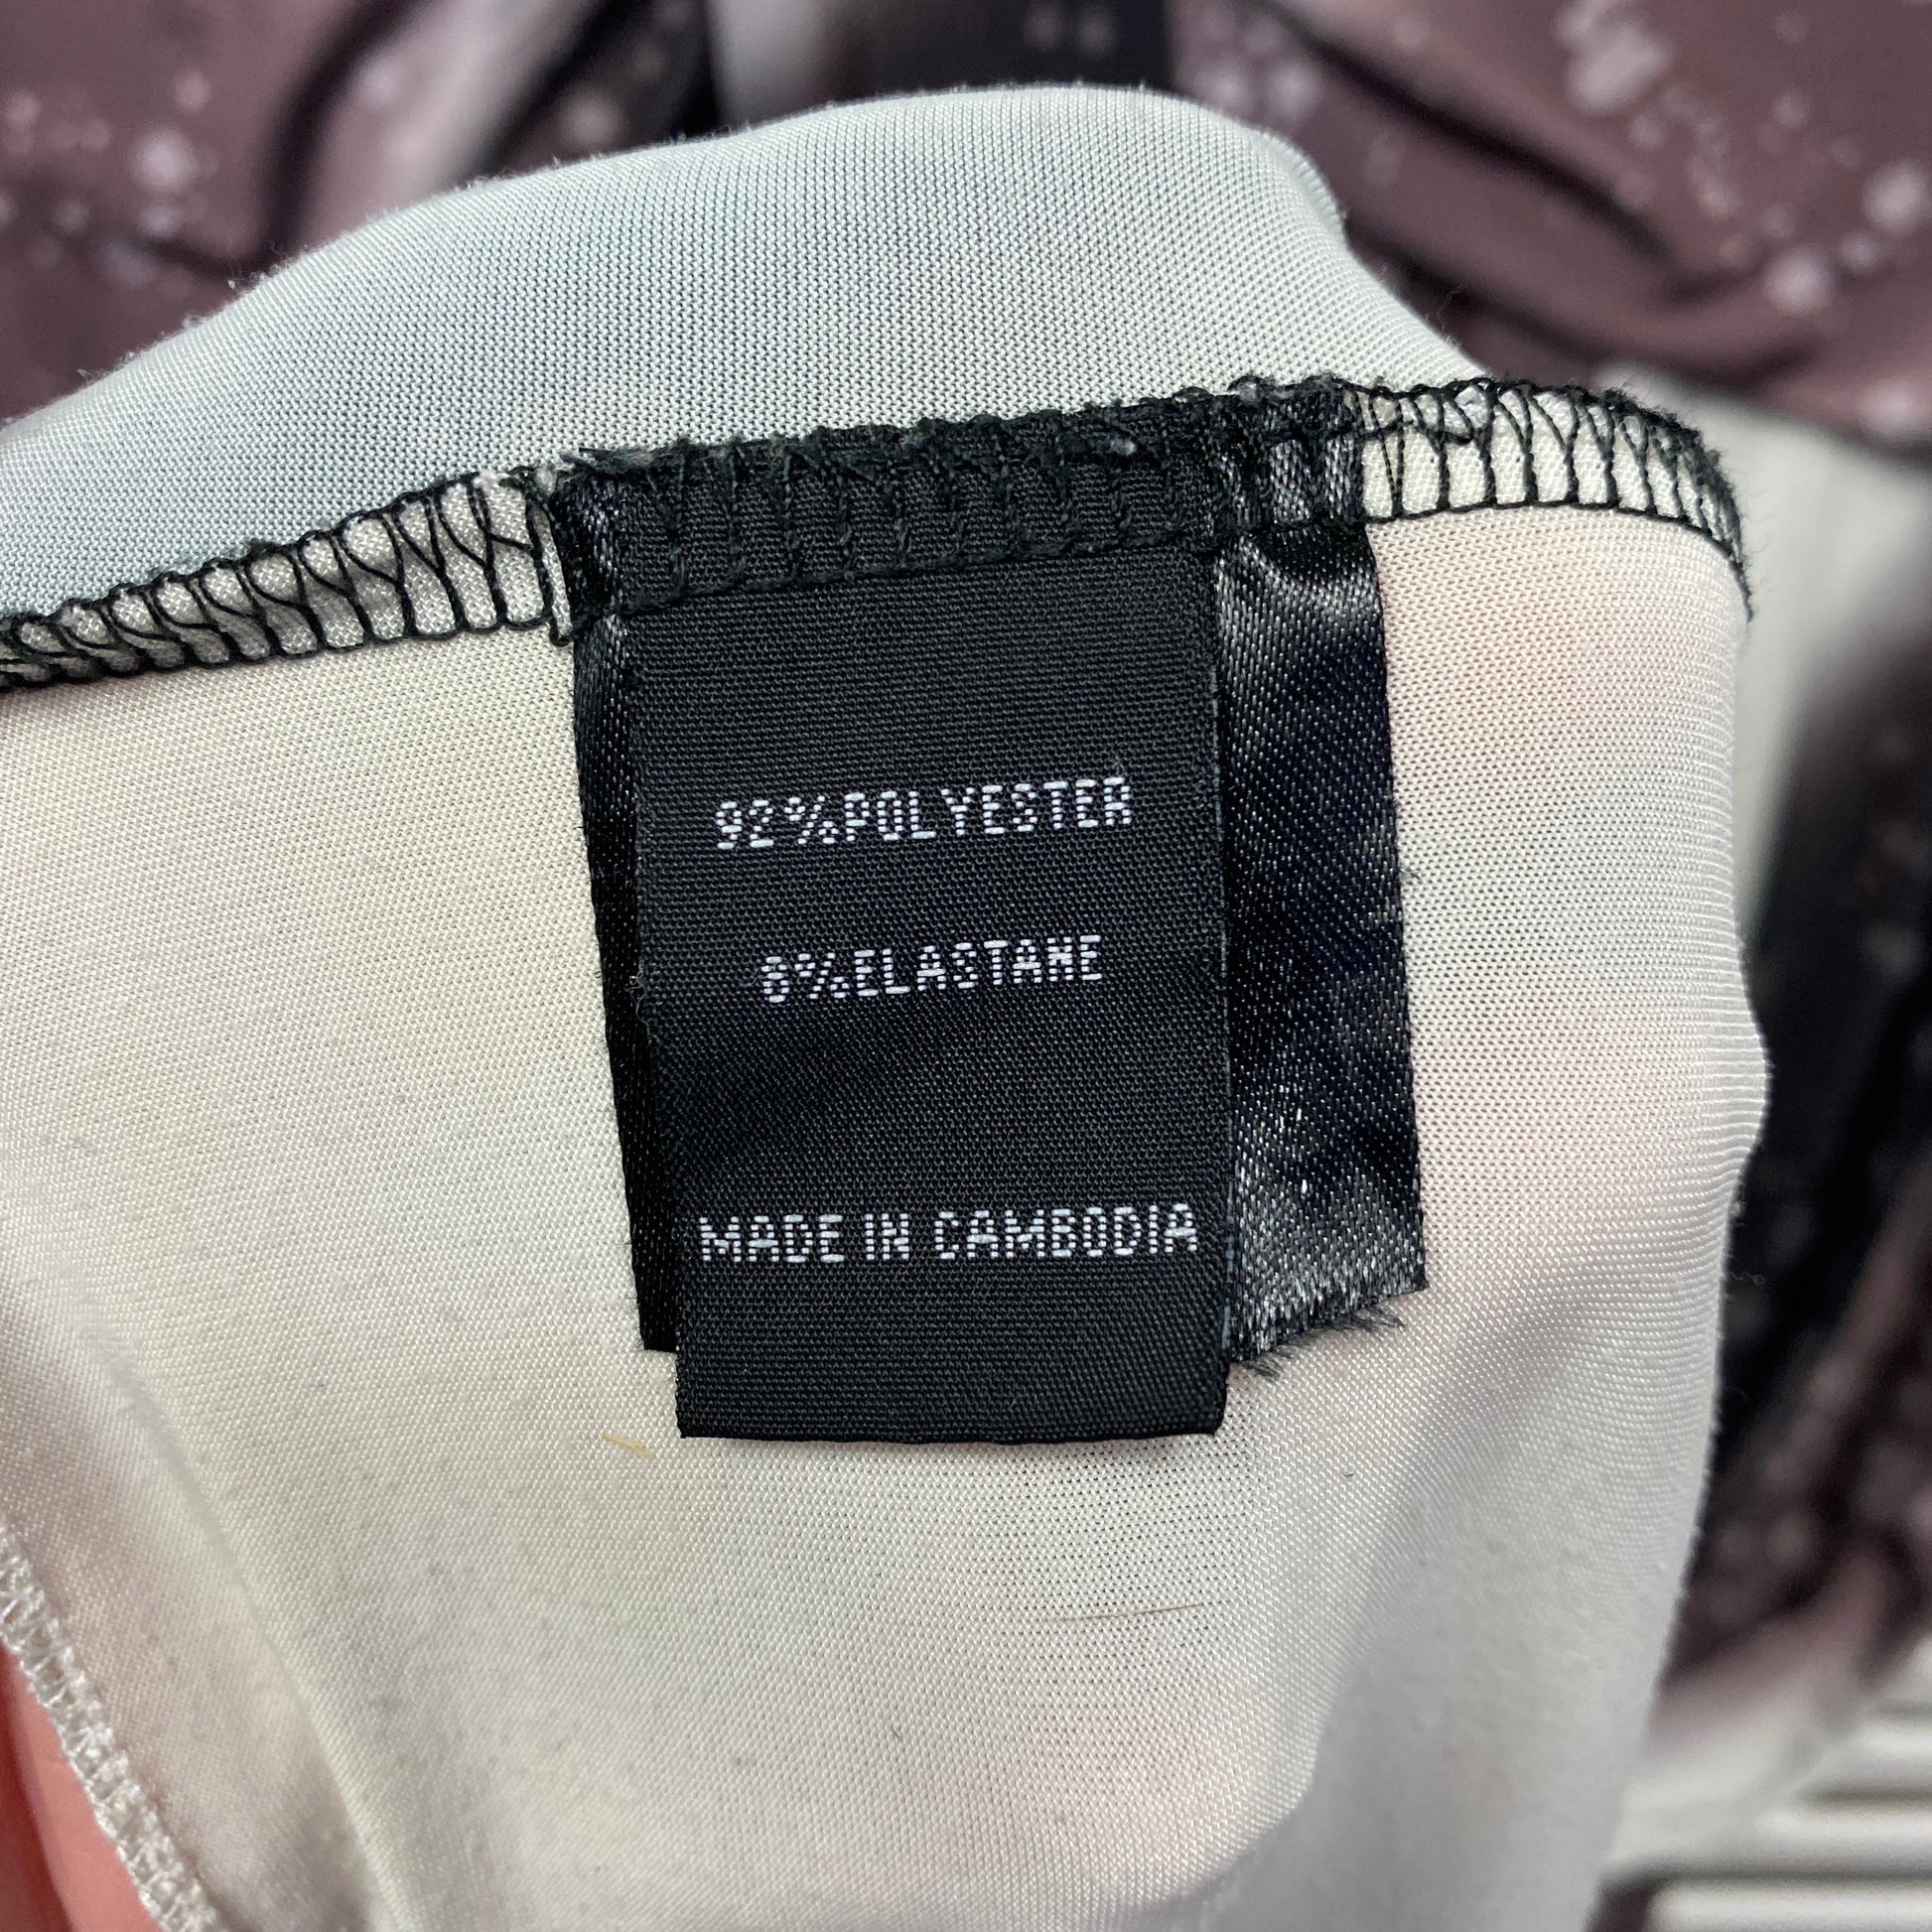 92%POLYESTER
8%ELASTANE
MADE IN CAMBODIA